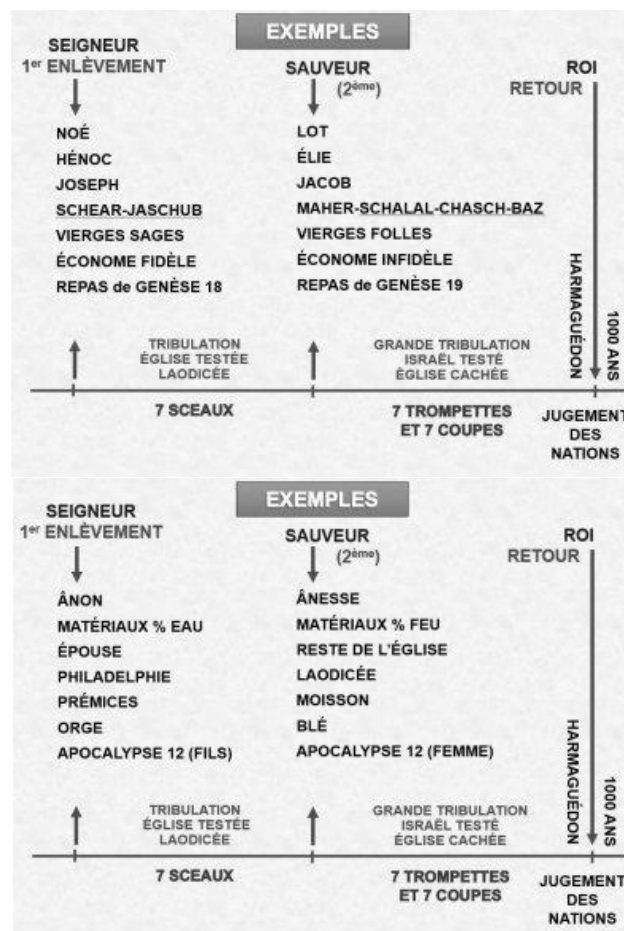 EXEMPLES
SEIGNEUR
1er ENLÈVEMENT
SAUVEUR
(2ème)
ROI
RETOUR
NOÉ
HÉNOC
JOSEPH
SCHEAR-JASCHUB
VIERGES SAGES
ÉCONOME FIDÈLE
REPAS de GENÈSE 18
LOT
ÉLIE
JACOB
MAHER-SCHALAL-CHASCH-BAZ
VIERGES FOLLES
ÉCONOME INFIDÈLE
REPAS de GENÈSE 19
HARMAGUÉDON
1000 ANS
TRIBULATION
ÉGLISE TESTÉE
LAODICÉE
GRANDE TRIBULATION
ISRAËL TESTÉ
ÉGLISE CACHÉE
7 SCEAUX
7 TROMPETTES
ET 7 COUPES
JUGEMENT
DES
NATIONS
EXEMPLES
SEIGNEUR
1er ENLÈVEMENT
SAUVEUR
(2ème)
ROI
RETOUR
ÂNON
MATÉRIAUX % EAU
ÉPOUSE
PHILADELPHIE
PRÉMICES
ORGE
APOCALYPSE 12 (FILS)
ÂNESSE
MATÉRIAUX % FEU
RESTE DE L'ÉGLISE
LAODICÉE
MOISSON
BLÉ
APOCALYPSE 12 (FEMME)
HARMAGUÉDON
1000 ANS
TRIBULATION
ÉGLISE TESTÉE
LAODICÉE
GRANDE TRIBULATION
ISRAËL TESTÉ
ÉGLISE CACHÉE
7 SCEAUX
7 TROMPETTES
ET 7 COUPES
JUGEMENT
DES
NATIONS